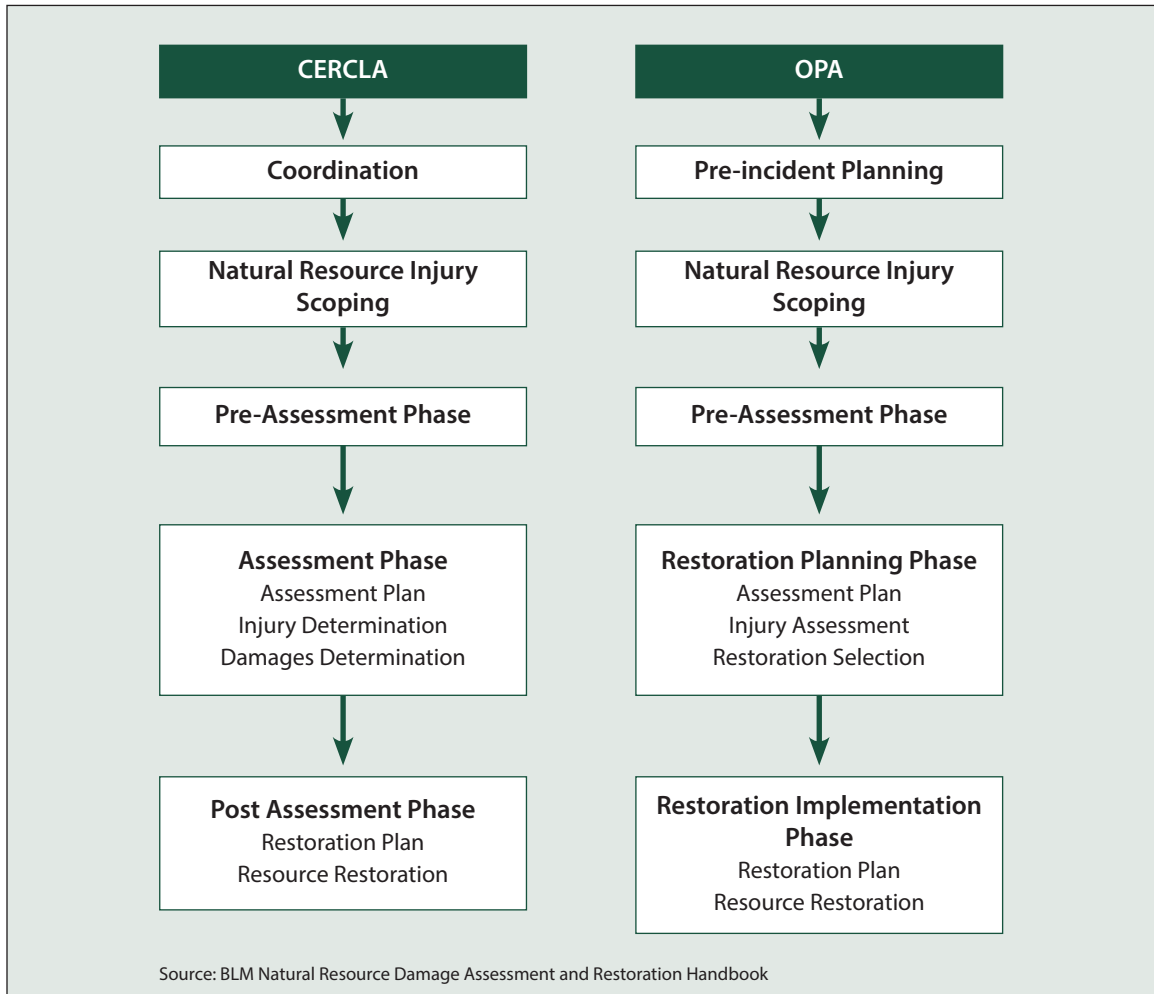 CERCLA
Coordination
Natural Resource Injury
Scoping
Pre-Assessment Phase
Assessment Phase
Assessment Plan
Injury Determination
Damages Determination
Post Assessment Phase
Restoration Plan
Resource Restoration
OPA
Pre-incident Planning
Natural Resource Injury
Scoping
Pre-Assessment Phase
Restoration Planning Phase
Assessment Plan
Injury Assessment
Restoration Selection
Restoration Implementation
Phase
Restoration Plan
Resource Restoration
Source: BLM Natural Resource Damage Assessment and Restoration Handbook